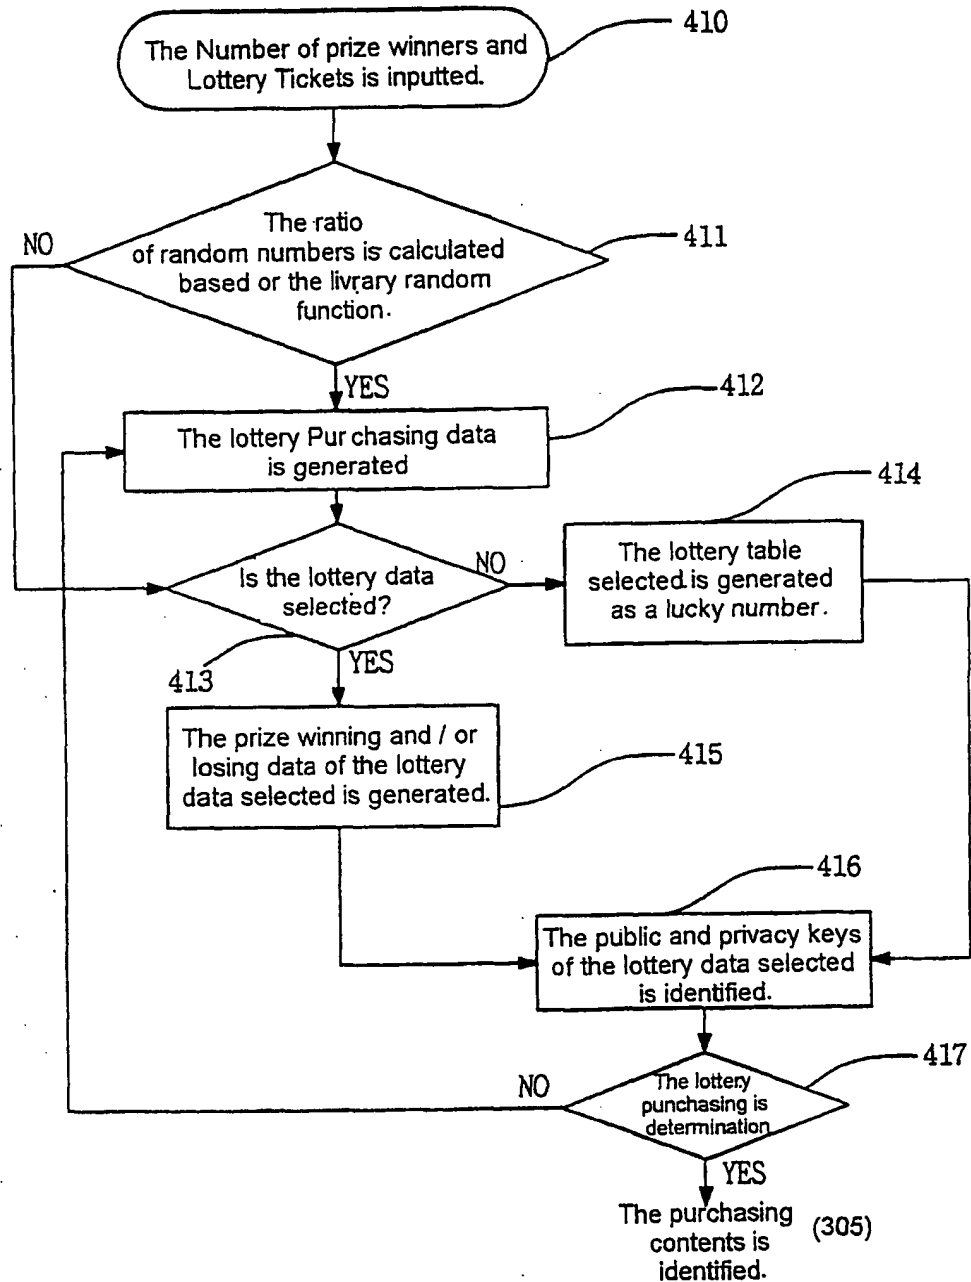 410
The Number of prize winners and
Lottery Tickets is inputted.
NO
The ratio
of random numbers is calculated
based or the livrary random
function.
411
YES
412
The lottery Purchasing data
is generated
414
Is the lottery data
selected?
NO
The lottery table
selected is generated
as a lucky number.
413
YES
The prize winning and / or
losing data of the lottery
data selected is generated.
415
416
The public and privacy keys
of the lottery data selected
is identified.
417
NO
The lottery
punchasing is
determination
YES
The purchasing
contents is
identified.
(305)